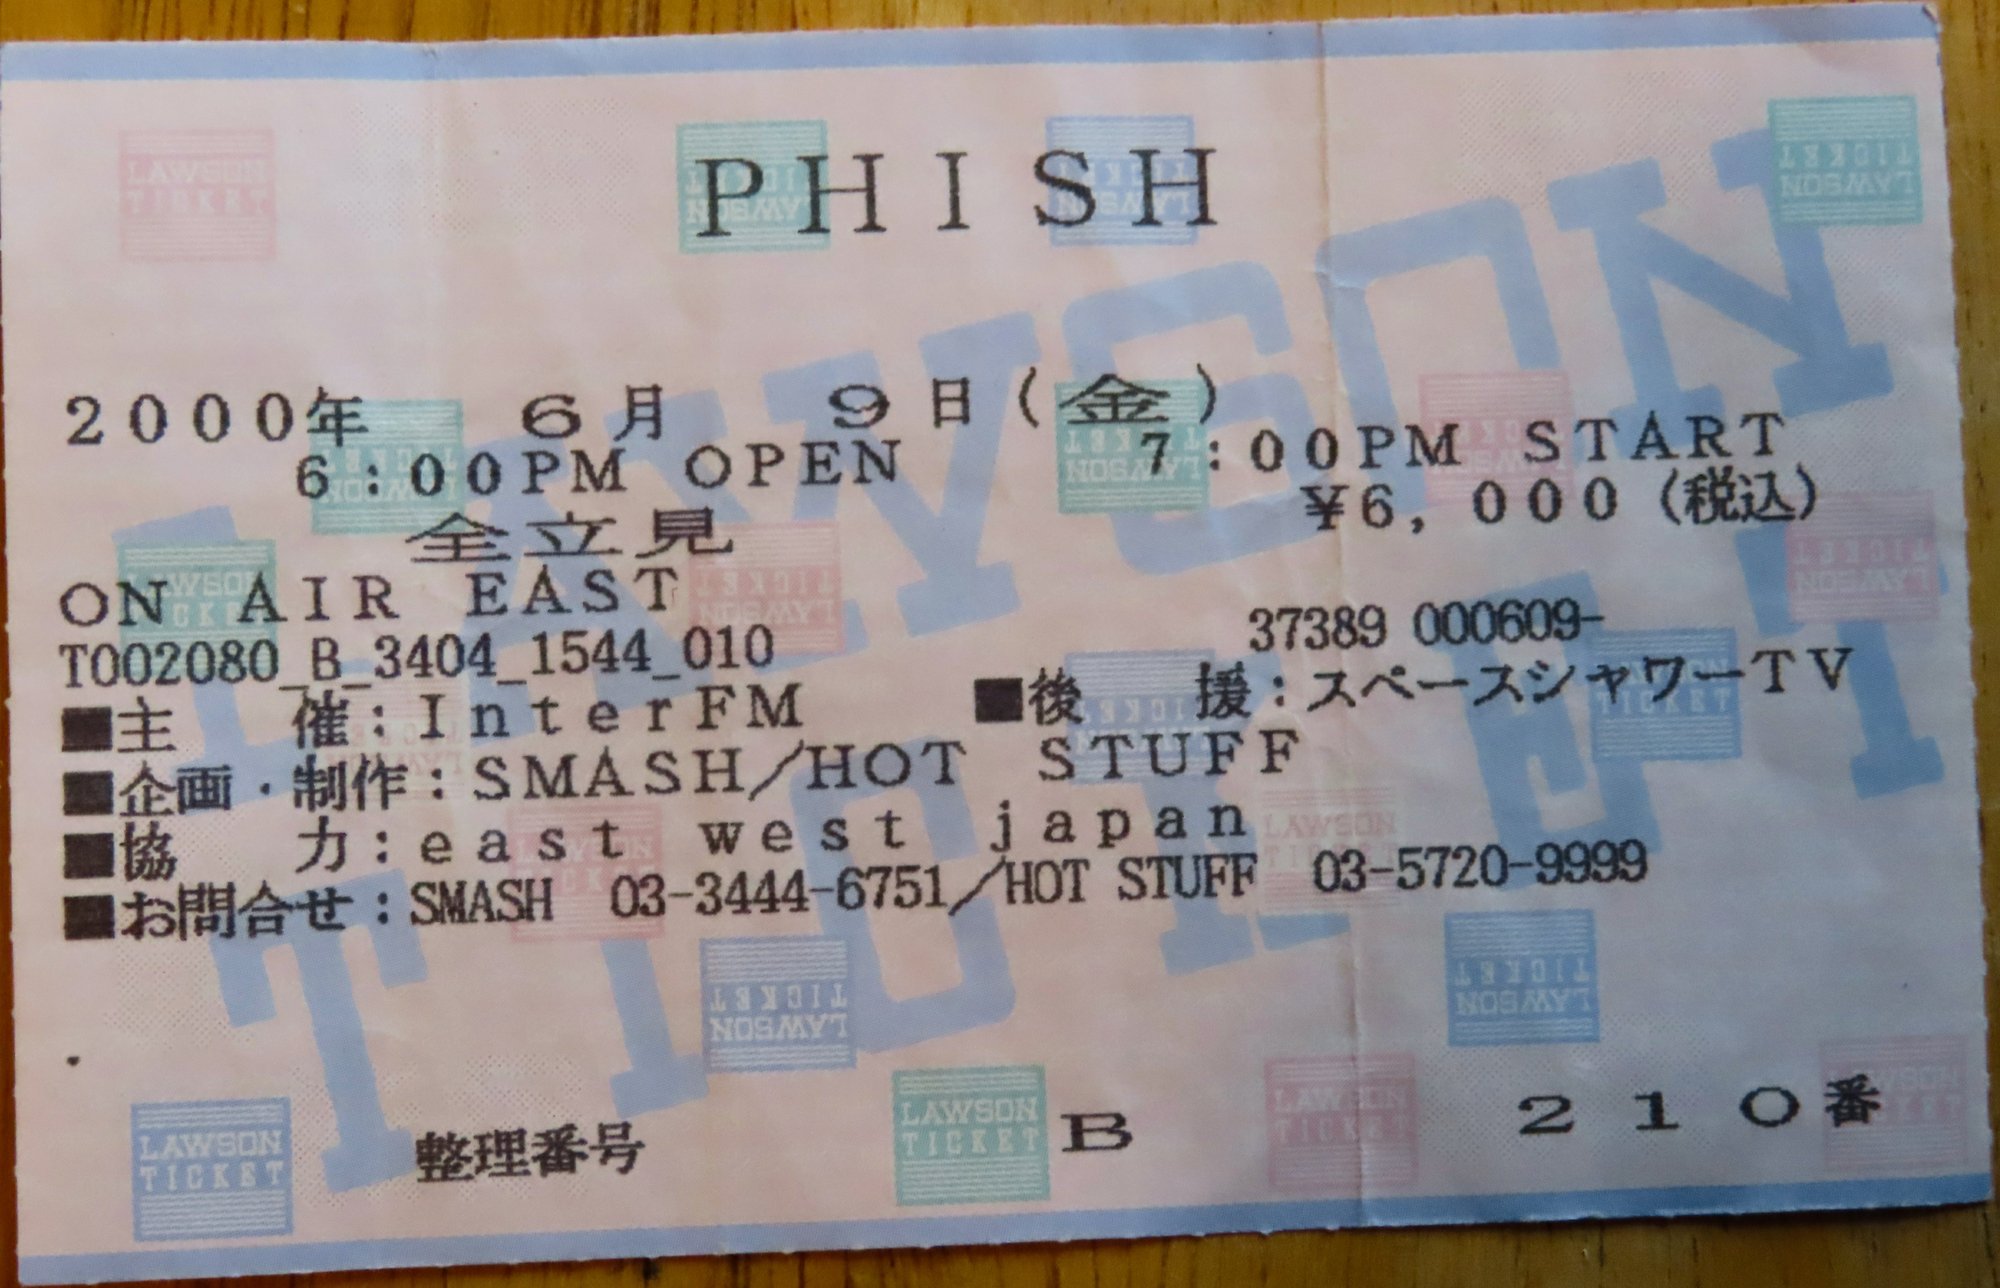 PHISH
2000年 6月 9日(金)
6:00PM OPEN 7:00PM START
全立見 ¥6,000(税込)
ON AIR EAST
37389 000609-
T002080_B_3404_1544_010
■主 催:InterFM ■後 援:スペースシャワーTV
■企画・制作:SMASH/HOT STUFF
■協 力:east west japan
■お問合せ:SMASH 03-3444-6751/HOT STUFF 03-5720-9999
整理番号 B 210番
LAWSON TICKET